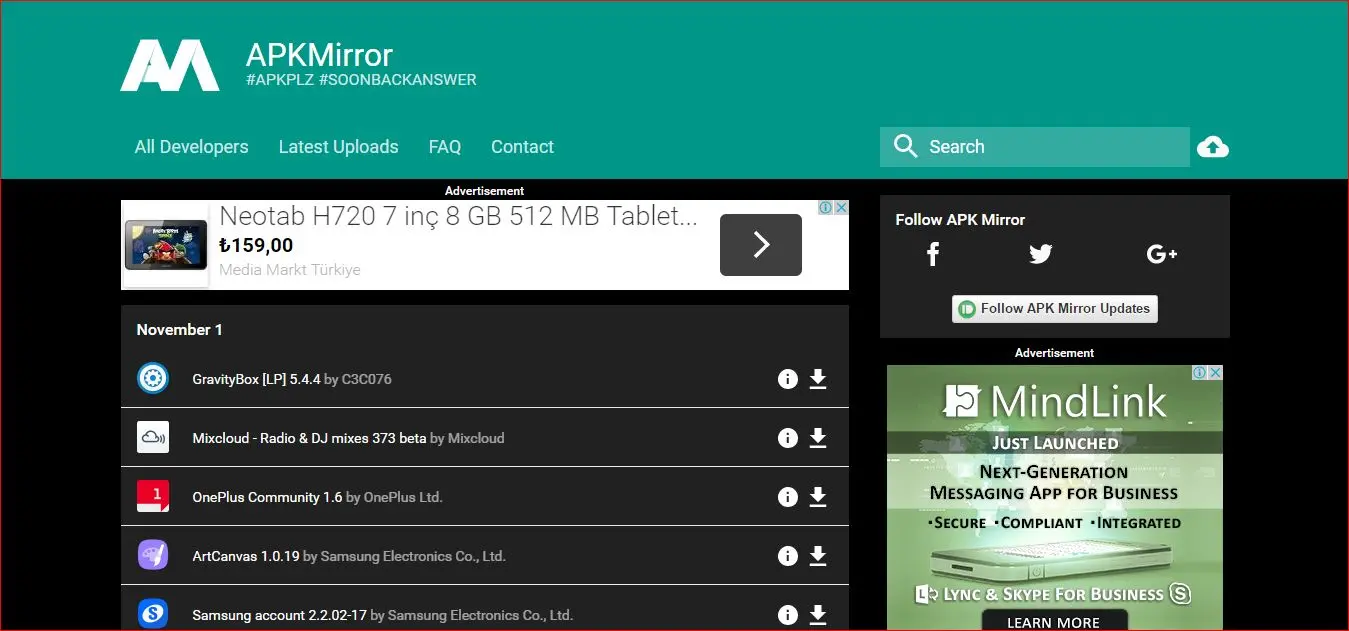 APKMirror
#APKPLZ #SOONBACKANSWER
All Developers Latest Uploads FAQ Contact
Search
Advertisement
Neotab H720 7 inç 8 GB 512 MB Tablet...
₺159,00
Media Markt Türkiye
November 1
GravityBox [LP] 5.4.4 by C3C076
Mixcloud - Radio & DJ mixes 373 beta by Mixcloud
1
OnePlus Community 1.6 by OnePlus Ltd.
ArtCanvas 1.0.19 by Samsung Electronics Co., Ltd.
Samsung account 2.2.02-17 by Samsung Electronics Co., Ltd.
Follow APK Mirror
G+
Follow APK Mirror Updates
Advertisement
MindLink
JUST LAUNCHED
NEXT-GENERATION
MESSAGING APP FOR BUSINESS
•SECURE •COMPLIANT •INTEGRATED
LYNC & SKYPE FOR BUSINESS
LEARN MORE